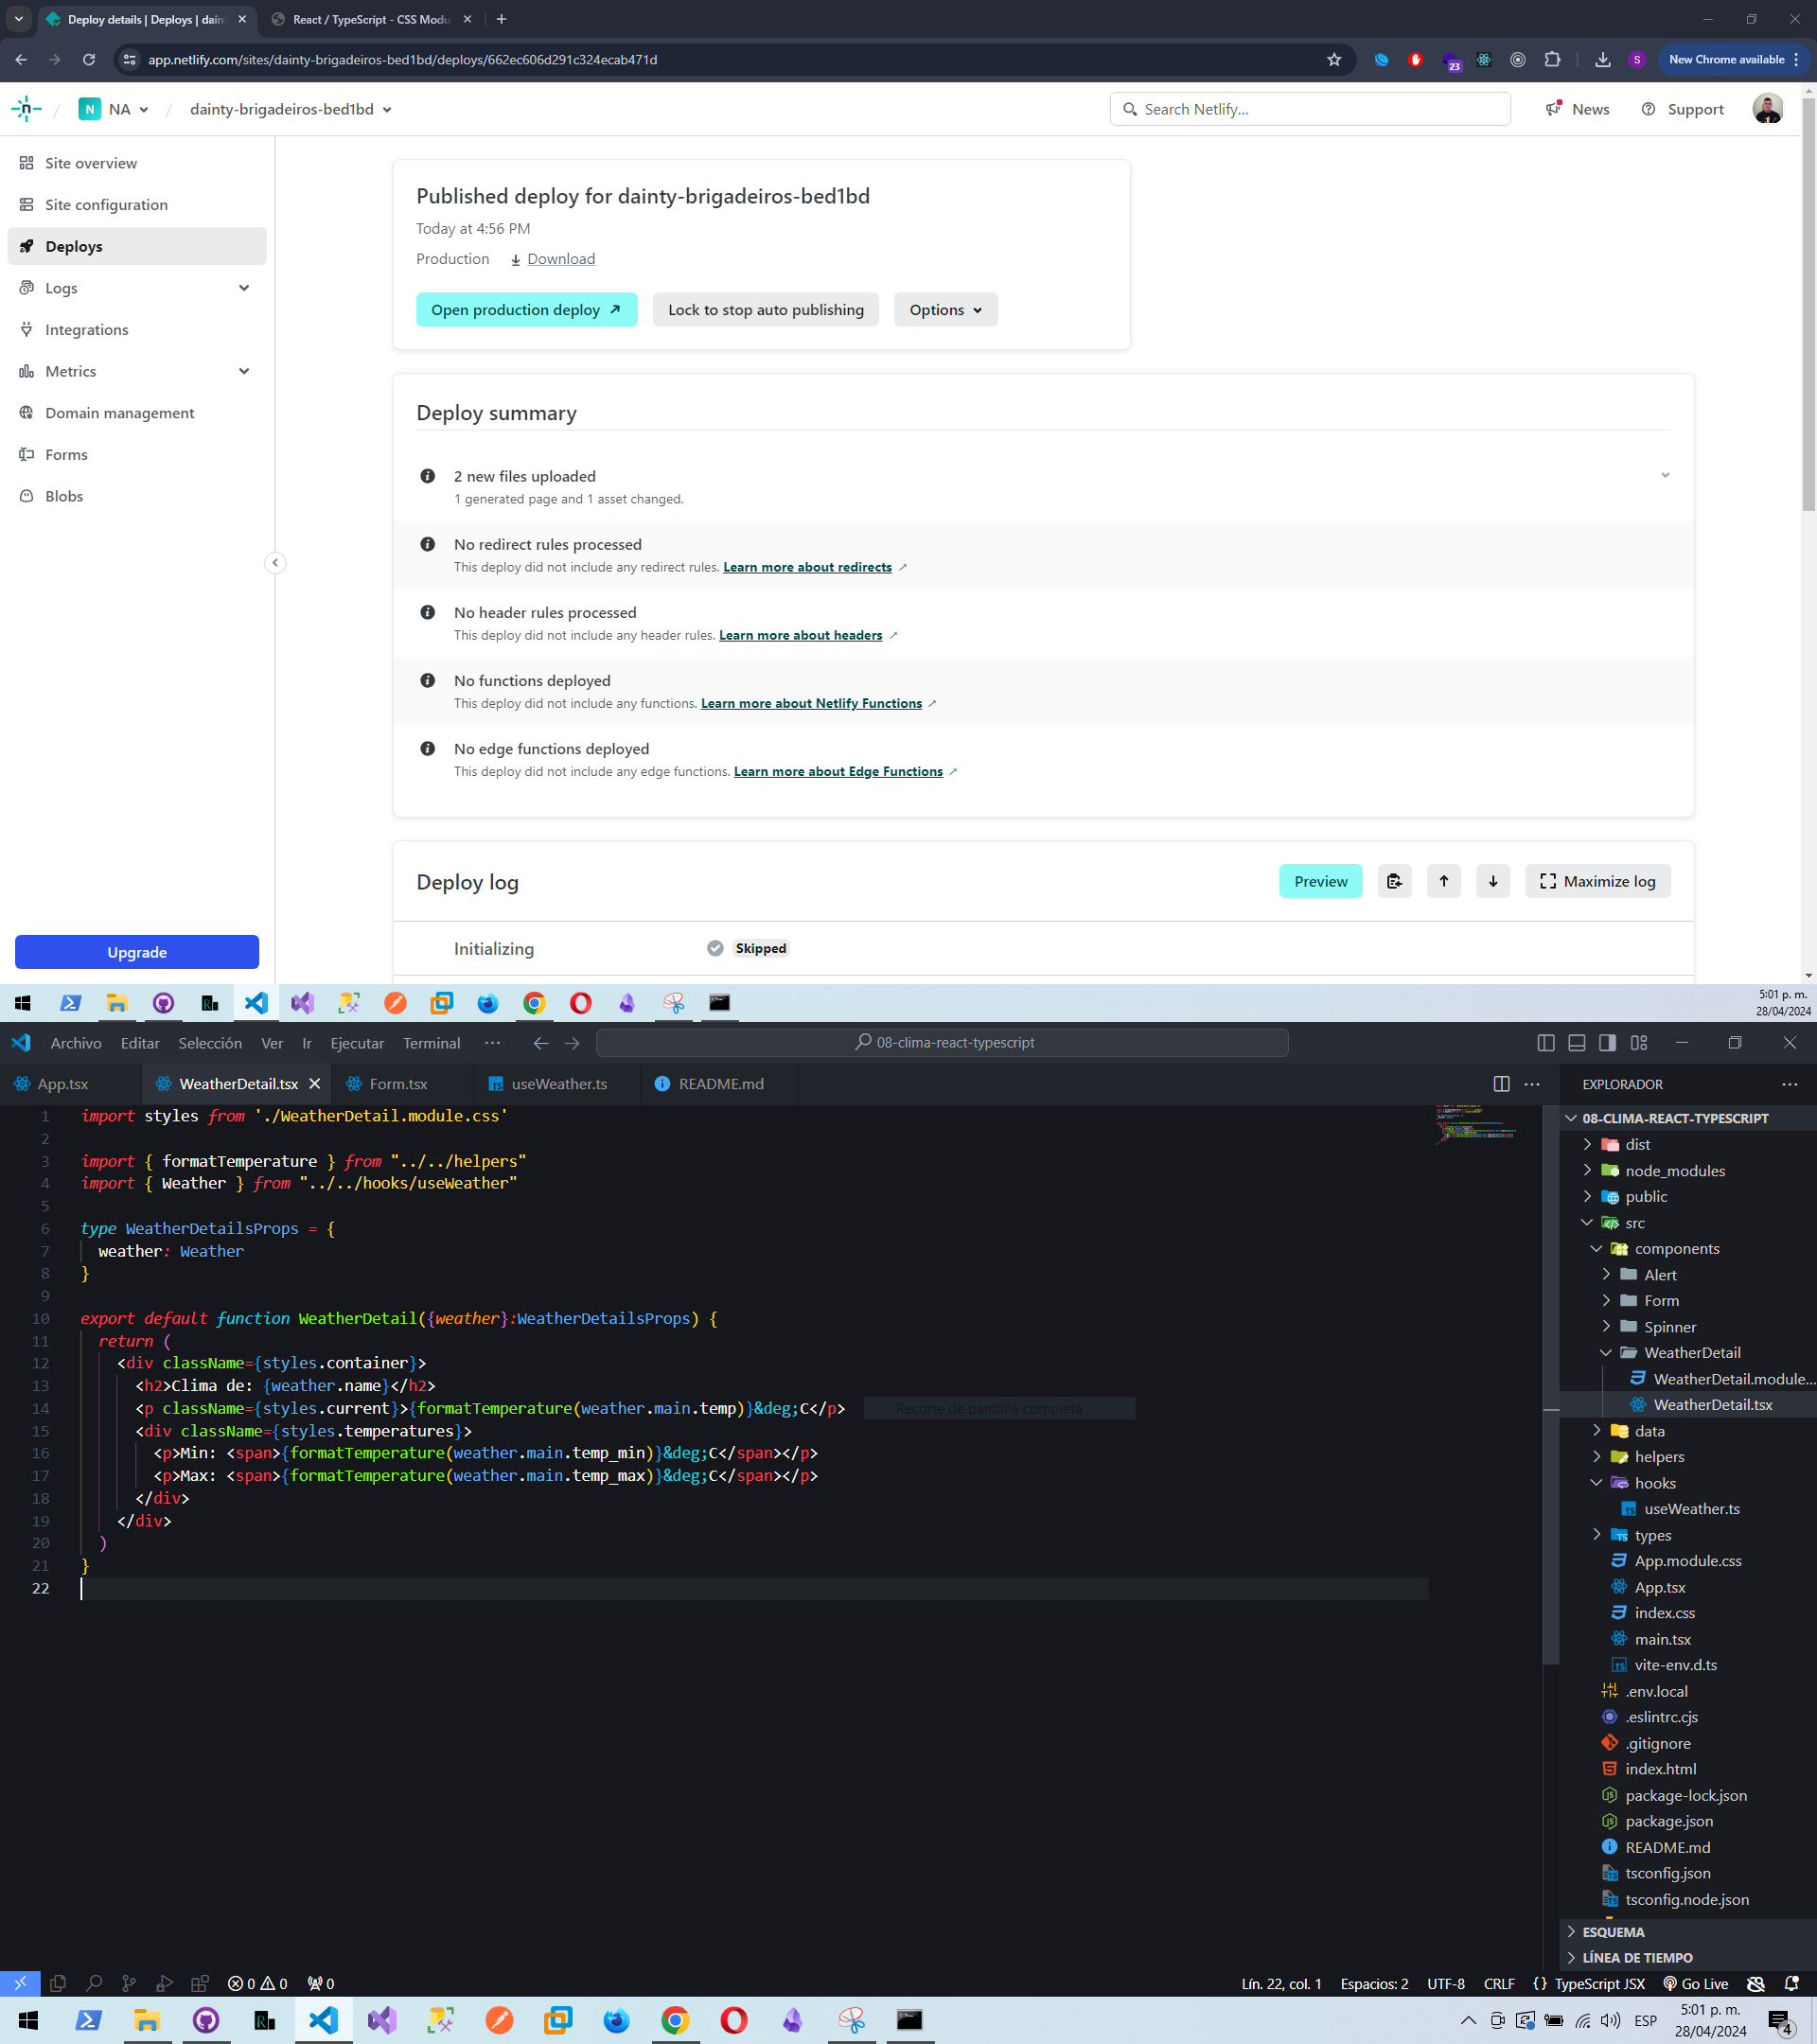 Deploy details | Deploys | dain
React / TypeScript - CSS Modu
app.netlify.com/sites/dainty-brigadeiros-bed1bd/deploys/662ec606d291c324ecab471d
23
S
New Chrome available
n
N
NA
dainty-brigadeiros-bed1bd
Search Netlify...
News
Support
Site overview
Site configuration
Deploys
Logs
Integrations
Metrics
Domain management
Forms
Blobs
Upgrade
Published deploy for dainty-brigadeiros-bed1bd
Today at 4:56 PM
Production Download
Open production deploy
Lock to stop auto publishing
Options
Deploy summary
2 new files uploaded
1 generated page and 1 asset changed.
No redirect rules processed
This deploy did not include any redirect rules. Learn more about redirects
No header rules processed
This deploy did not include any header rules. Learn more about headers
No functions deployed
This deploy did not include any functions. Learn more about Netlify Functions
No edge functions deployed
This deploy did not include any edge functions. Learn more about Edge Functions
Deploy log
Preview
Maximize log
Initializing
Skipped
5:01 p. m.
28/04/2024
Archivo Editar Selección Ver Ir Ejecutar Terminal ···
08-clima-react-typescript
App.tsx
WeatherDetail.tsx
Form.tsx
useWeather.ts
README.md
1 import styles from './WeatherDetail.module.css'
2
3 import { formatTemperature } from "../../helpers"
4 import { Weather } from "../../hooks/useWeather"
5
6 type WeatherDetailsProps = {
7 weather: Weather
8 }
9
10 export default function WeatherDetail({weather}:WeatherDetailsProps) {
11 return (
12 <div className={styles.container}>
13 <h2>Clima de: {weather.name}</h2>
14 <p className={styles.current}>{formatTemperature(weather.main.temp)}&deg;C</p>
Recorte de pantalla completa
15 <div className={styles.temperatures}>
16 <p>Min: <span>{formatTemperature(weather.main.temp_min)}&deg;C</span></p>
17 <p>Max: <span>{formatTemperature(weather.main.temp_max)}&deg;C</span></p>
18 </div>
19 </div>
20 )
21 }
22
EXPLORADOR
08-CLIMA-REACT-TYPESCRIPT
dist
node_modules
public
src
components
Alert
Form
Spinner
WeatherDetail
WeatherDetail.module...
WeatherDetail.tsx
data
helpers
hooks
useWeather.ts
types
App.module.css
App.tsx
index.css
main.tsx
vite-env.d.ts
.env.local
.eslintrc.cjs
.gitignore
index.html
package-lock.json
package.json
README.md
tsconfig.json
tsconfig.node.json
ESQUEMA
LÍNEA DE TIEMPO
0 0 0
Lín. 22, col. 1 Espacios: 2 UTF-8 CRLF {} TypeScript JSX Go Live
ESP
5:01 p. m.
28/04/2024
4